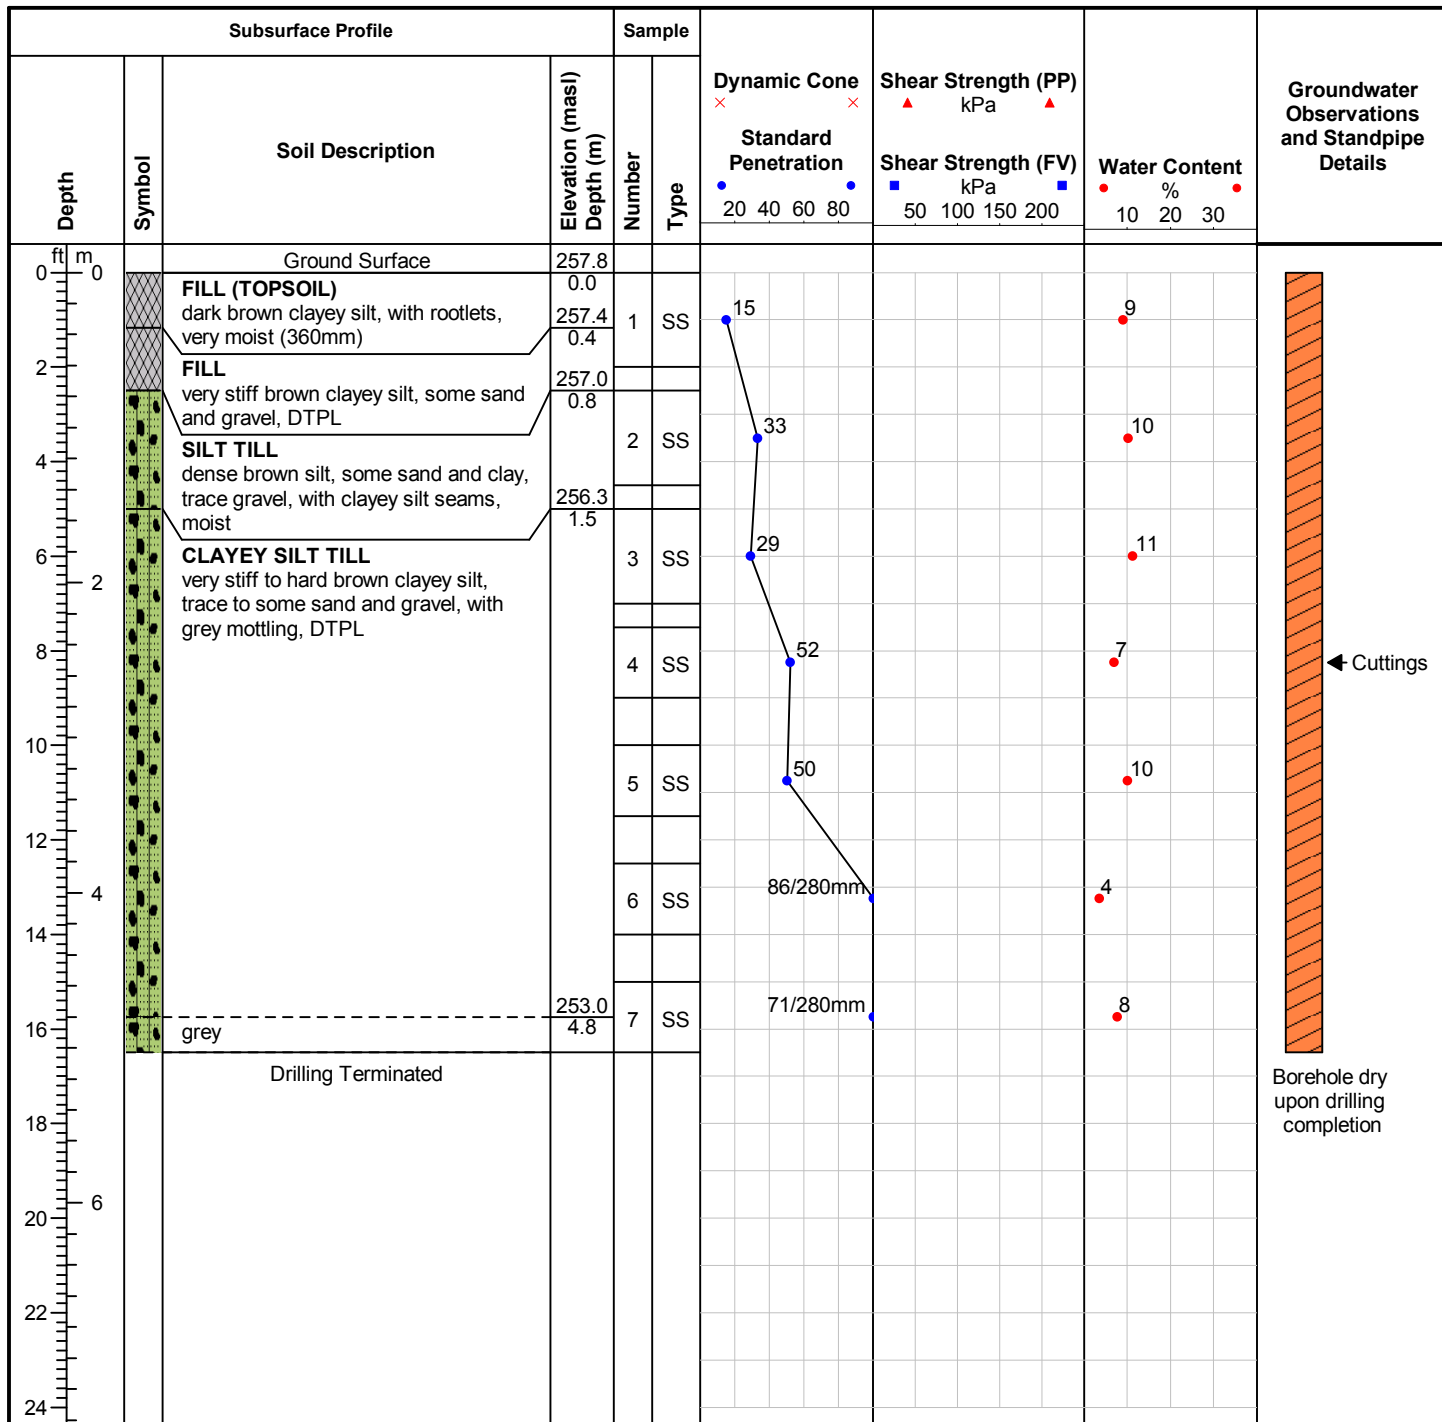 Subsurface Profile
Sample
Depth
Symbol
Soil Description
Elevation (masl)
Depth (m)
Number
Type
Dynamic Cone
Standard
Penetration
20 40 60 80
Shear Strength (PP)
kPa
Shear Strength (FV)
kPa
50 100 150 200
Water Content
%
10 20 30
Groundwater
Observations
and Standpipe
Details
ft m
Ground Surface
257.8
0 0
0.0
FILL (TOPSOIL)
dark brown clayey silt, with rootlets,
very moist (360mm)
257.4
0.4
1 SS
15
9
2
FILL
very stiff brown clayey silt, some sand
and gravel, DTPL
257.0
0.8
2 SS
33
10
4
SILT TILL
dense brown silt, some sand and clay,
trace gravel, with clayey silt seams,
moist
256.3
1.5
6
2
CLAYEY SILT TILL
very stiff to hard brown clayey silt,
trace to some sand and gravel, with
grey mottling, DTPL
3 SS
29
11
8
4 SS
52
7
Cuttings
10
5 SS
50
10
12
4
6 SS
86/280mm
4
14
253.0
4.8
7 SS
71/280mm
8
16
grey
Drilling Terminated
Borehole dry
upon drilling
completion
18
6
20
22
24